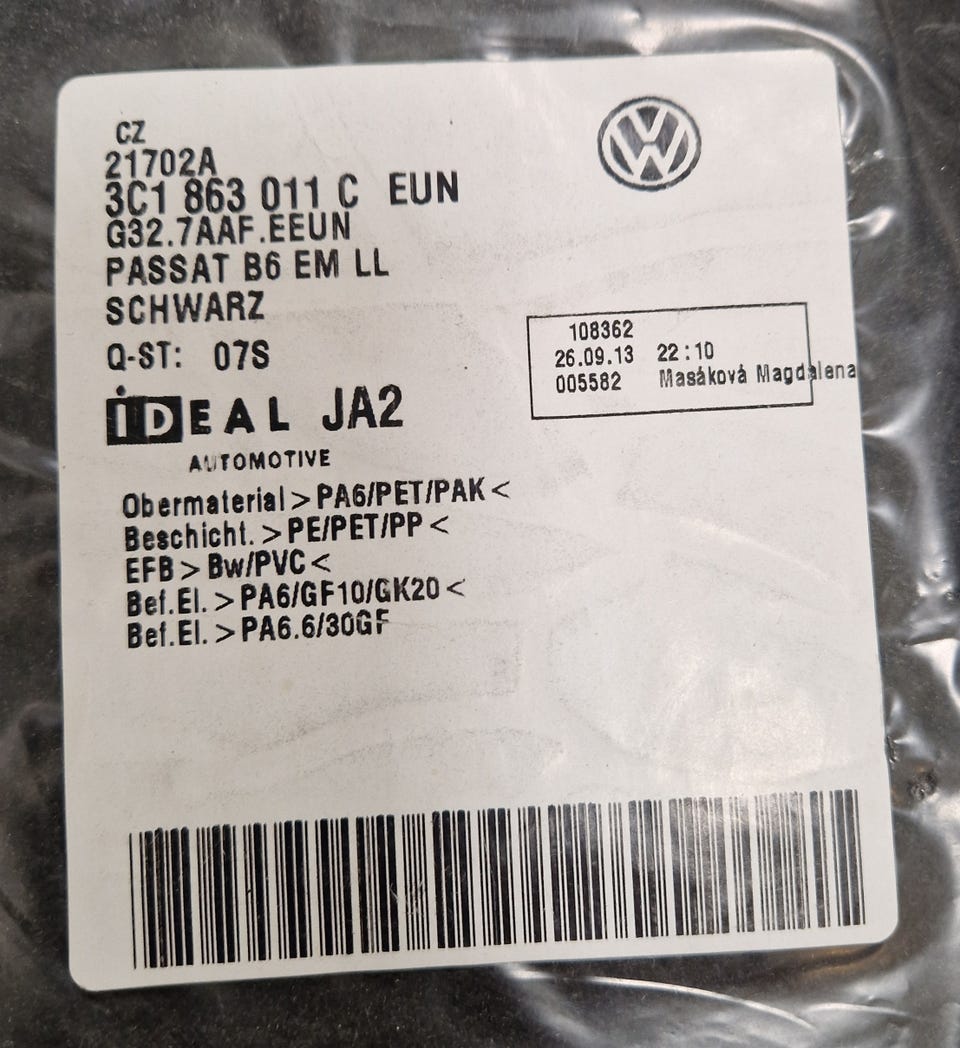 CZ
21702A
3C1 863 011 C EUN
G32.7AAF.EEUN
PASSAT B6 EM LL
SCHWARZ
Q-ST: 07S
108362
26.09.13 22:10
005582 Masáková Magdalena
iDEAL JA2
AUTOMOTIVE
Obermaterial > PA6/PET/PAK <
Beschicht. > PE/PET/PP <
EFB > Bw/PVC <
Bef.El. > PA6/GF10/GK20 <
Bef.El. > PA6.6/30GF